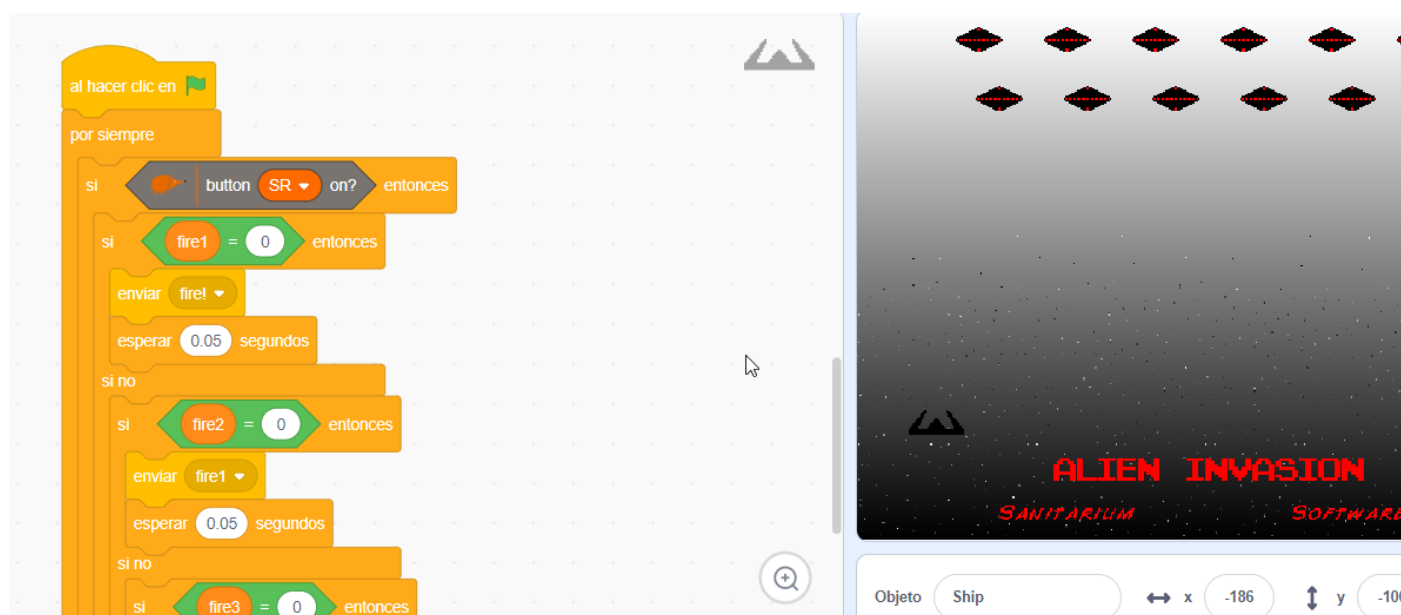 al hacer clic en
por siempre
si button SR on? entonces
si fire1 = 0 entonces
enviar fire!
esperar 0.05 segundos
si no
si fire2 = 0 entonces
enviar fire1
esperar 0.05 segundos
si no
si fire3 = 0 entonces
ALIEN INVASION
SANITARIUM SOFTWARE
Objeto Ship x -186 y -100